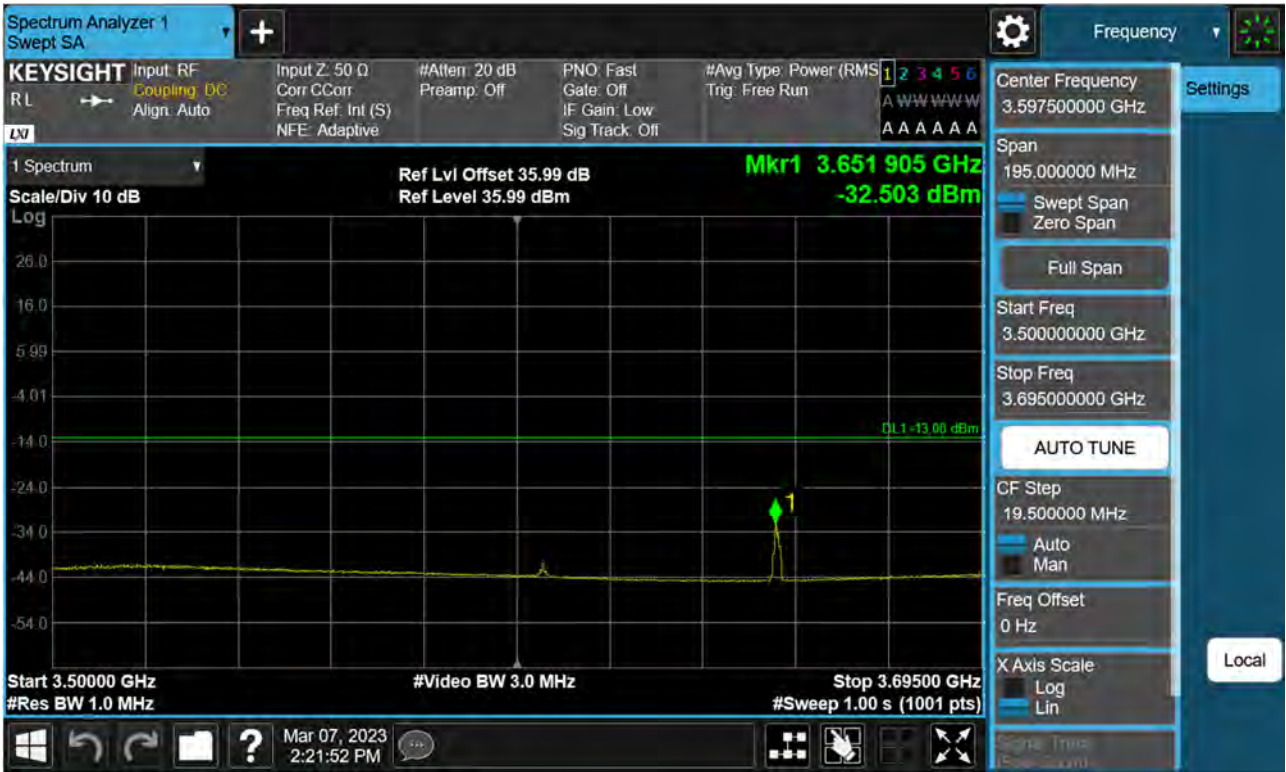 Spectrum Analyzer 1
Swept SA
Frequency
KEYSIGHT
R L
LXI
Input: RF
Coupling: DC
Align: Auto
Input Z: 50 Ω
Corr CCorr
Freq Ref: Int (S)
NFE: Adaptive
#Atten: 20 dB
Preamp: Off
PNO: Fast
Gate: Off
IF Gain: Low
Sig Track: Off
#Avg Type: Power (RMS
Trig: Free Run
1 2 3 4 5 6
A W W W W W
A A A A A A
1 Spectrum
Scale/Div 10 dB
Log
Ref Lvl Offset 35.99 dB
Ref Level 35.99 dBm
Mkr1 3.651 905 GHz
-32.503 dBm
26.0
16.0
5.99
-4.01
-14.0
-24.0
-34.0
-44.0
-54.0
DL1 -13.00 dBm
1
Start 3.50000 GHz
#Res BW 1.0 MHz
#Video BW 3.0 MHz
Stop 3.69500 GHz
#Sweep 1.00 s (1001 pts)
Center Frequency
3.597500000 GHz
Span
195.000000 MHz
Swept Span
Zero Span
Full Span
Start Freq
3.500000000 GHz
Stop Freq
3.695000000 GHz
AUTO TUNE
CF Step
19.500000 MHz
Auto
Man
Freq Offset
0 Hz
X Axis Scale
Log
Lin
Settings
Local
?
Mar 07, 2023
2:21:52 PM